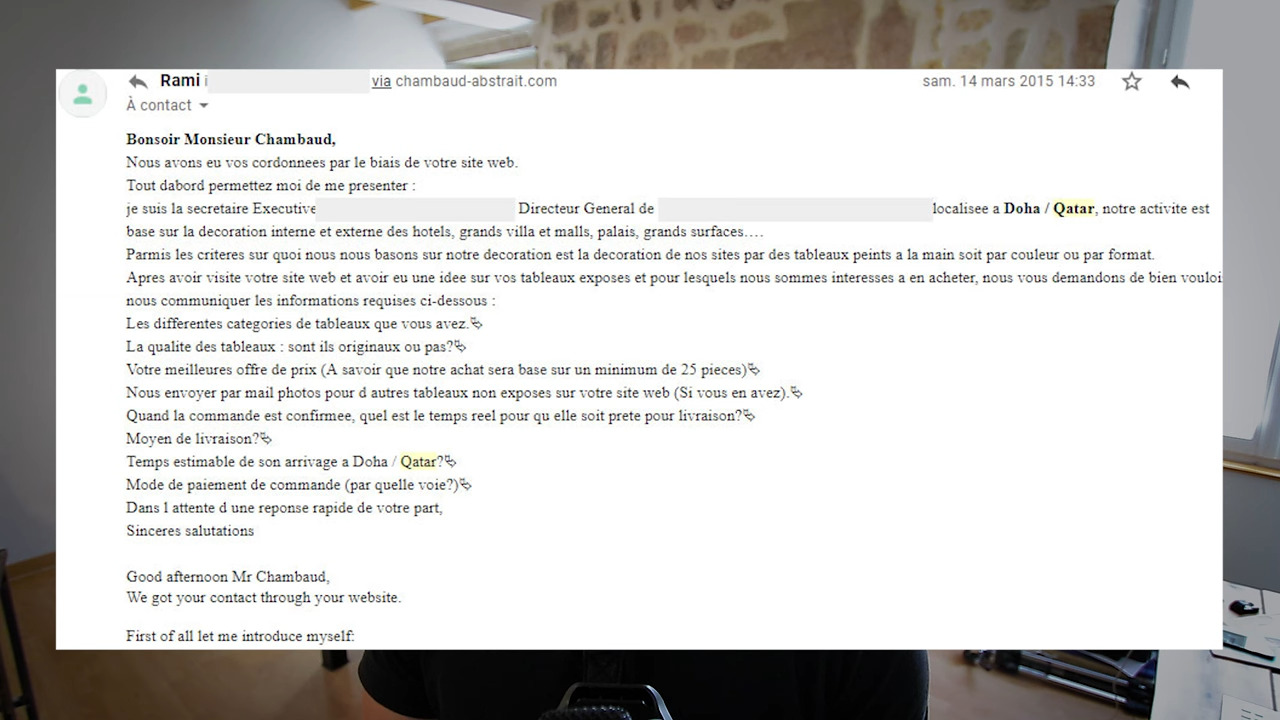 Rami via chambaud-abstrait.com sam. 14 mars 2015 14:33
À contact
Bonsoir Monsieur Chambaud,
Nous avons eu vos cordonnees par le biais de votre site web.
Tout dabord permettez moi de me presenter :
je suis la secretaire Executive Directeur General de localisee a Doha / Qatar, notre activite est
base sur la decoration interne et externe des hotels, grands villa et malls, palais, grands surfaces….
Parmis les criteres sur quoi nous nous basons sur notre decoration est la decoration de nos sites par des tableaux peints a la main soit par couleur ou par format.
Apres avoir visite votre site web et avoir eu une idee sur vos tableaux exposes et pour lesquels nous sommes interesses a en acheter, nous vous demandons de bien vouloi
nous communiquer les informations requises ci-dessous :
Les differentes categories de tableaux que vous avez.
La qualite des tableaux : sont ils originaux ou pas?
Votre meilleures offre de prix (A savoir que notre achat sera base sur un minimum de 25 pieces)
Nous envoyer par mail photos pour d autres tableaux non exposes sur votre site web (Si vous en avez).
Quand la commande est confirmee, quel est le temps reel pour qu elle soit prete pour livraison?
Moyen de livraison?
Temps estimable de son arrivage a Doha / Qatar?
Mode de paiement de commande (par quelle voie?)
Dans l attente d une reponse rapide de votre part,
Sinceres salutations
Good afternoon Mr Chambaud,
We got your contact through your website.
First of all let me introduce myself: